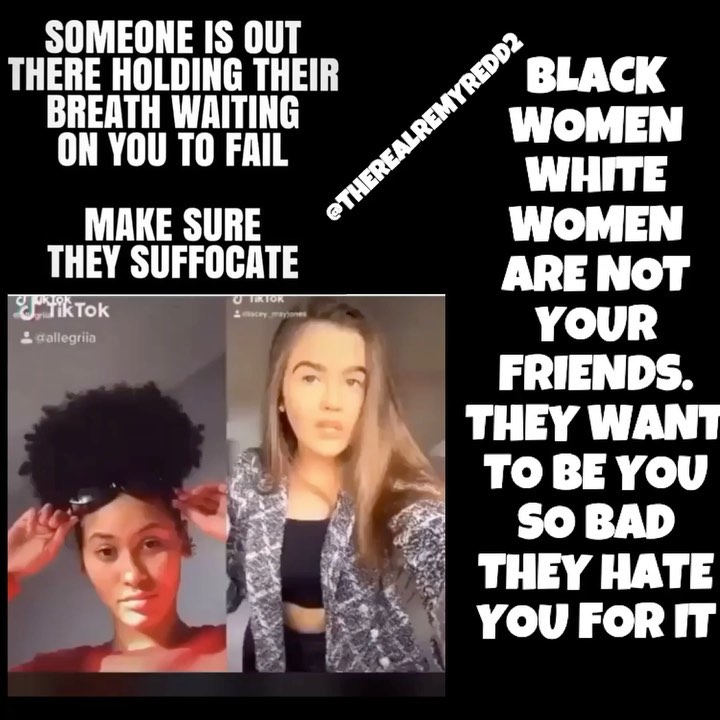 SOMEONE IS OUT
THERE HOLDING THEIR
BREATH WAITING
ON YOU TO FAIL
MAKE SURE
THEY SUFFOCATE
@THEREALREMYREDD2
BLACK
WOMEN
WHITE
WOMEN
ARE NOT
YOUR
FRIENDS.
THEY WANT
TO BE YOU
SO BAD
THEY HATE
YOU FOR IT
TikTok
@allegriia
TikTok